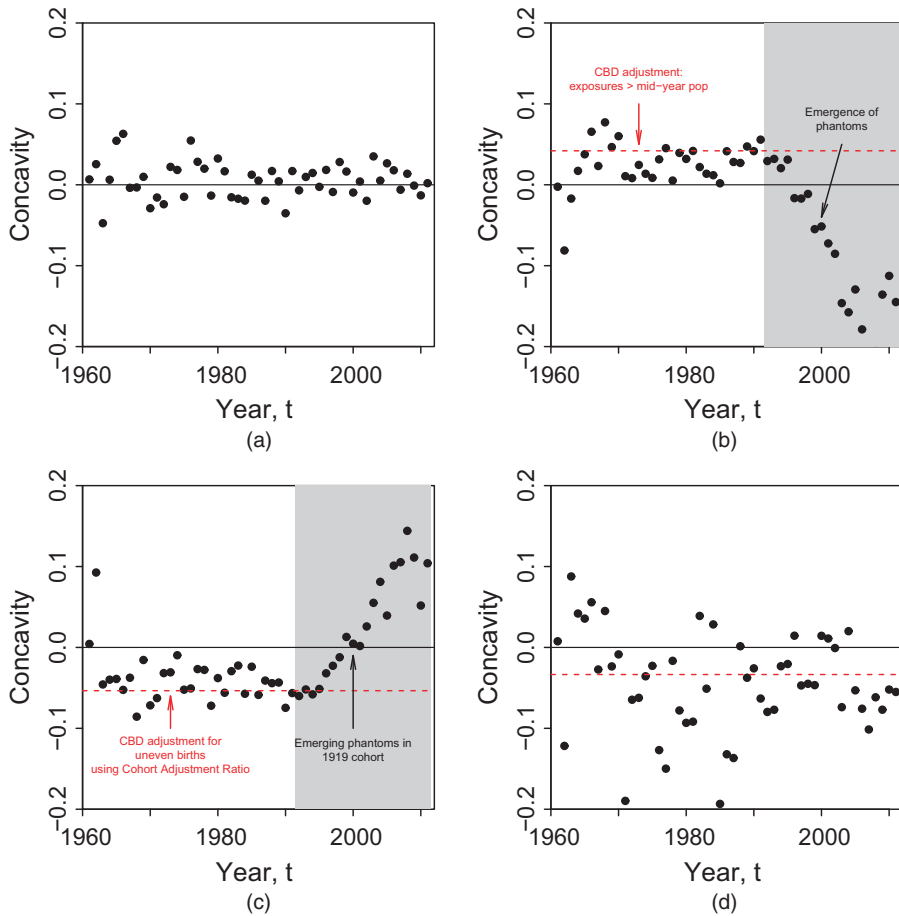 0.2
0.1
0.0
−0.1
−0.2
Concavity
1960
1980
2000
Year, t
(a)
0.2
0.1
0.0
−0.1
−0.2
Concavity
CBD adjustment:
exposures > mid−year pop
Emergence of
phantoms
1960
1980
2000
Year, t
(b)
0.2
0.1
0.0
−0.1
−0.2
Concavity
CBD adjustment for
uneven births
using Cohort Adjustment Ratio
Emerging phantoms in
1919 cohort
1960
1980
2000
Year, t
(c)
0.2
0.1
0.0
−0.1
−0.2
Concavity
1960
1980
2000
Year, t
(d)